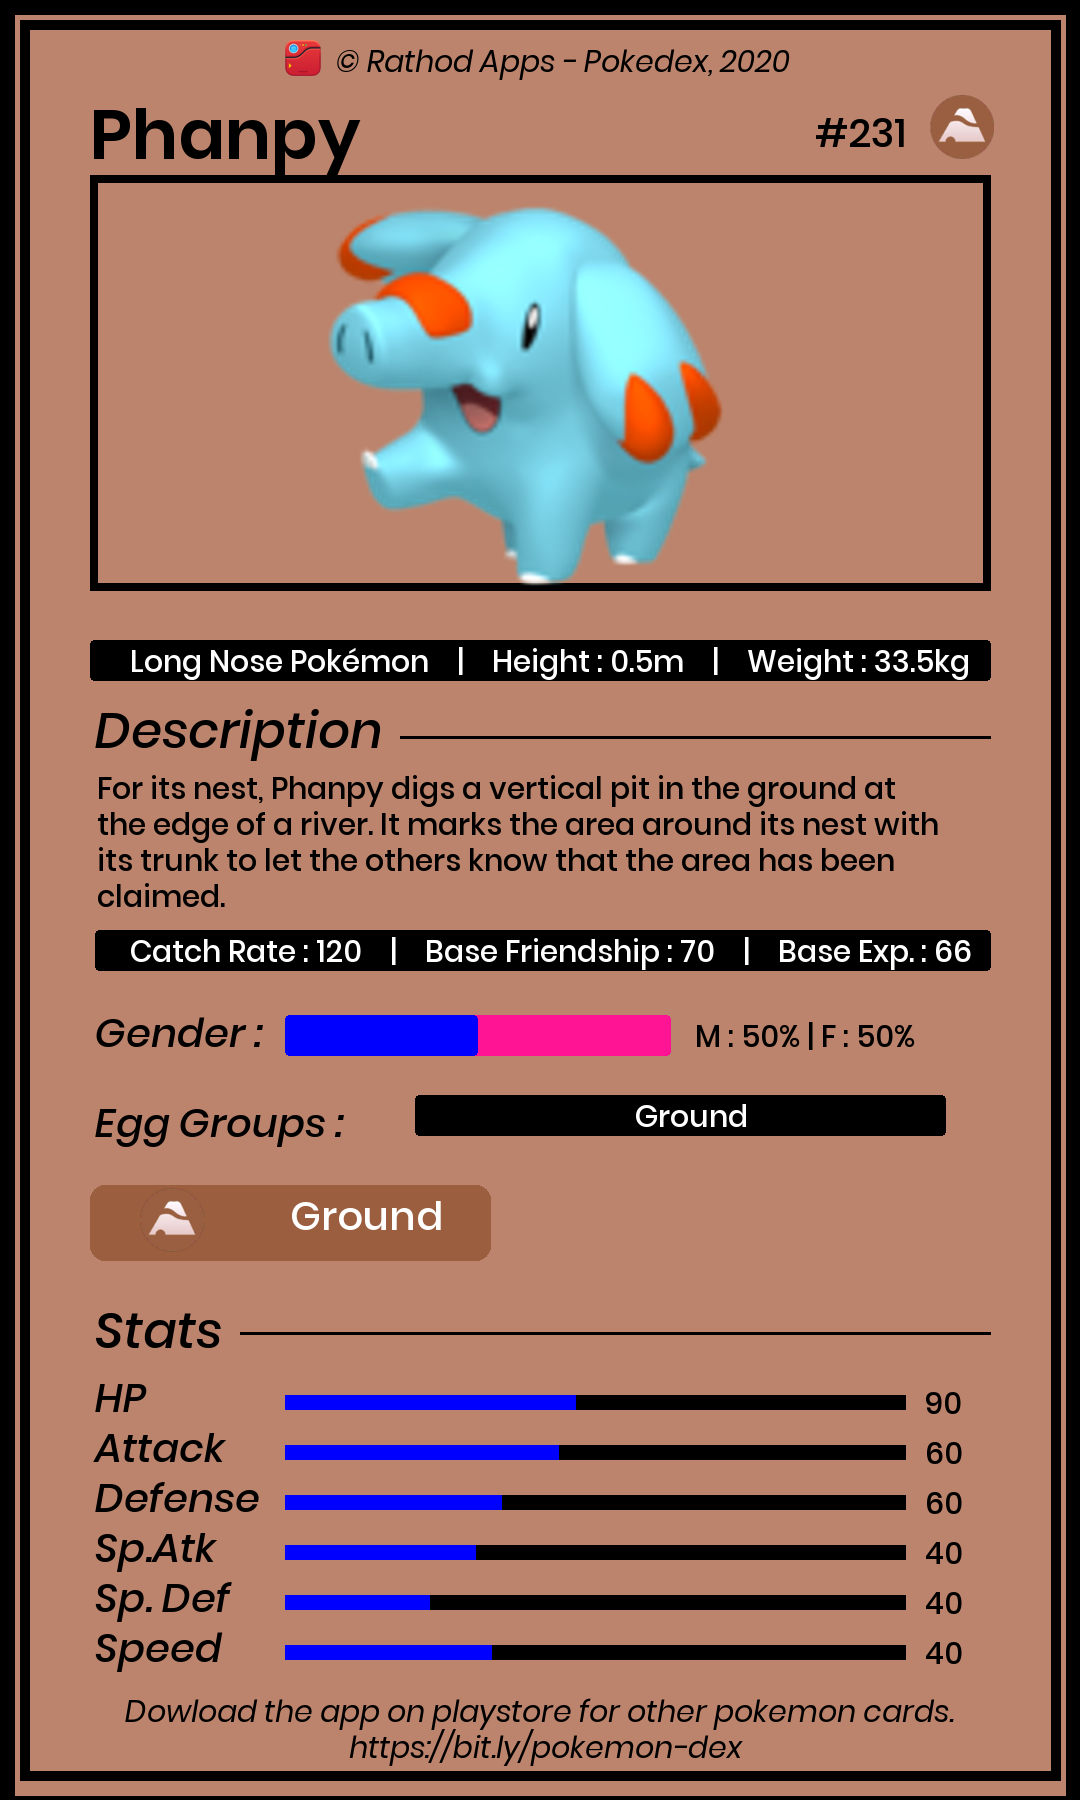 © Rathod Apps - Pokedex, 2020
Phanpy #231
Long Nose Pokémon | Height : 0.5m | Weight : 33.5kg
Description
For its nest, Phanpy digs a vertical pit in the ground at
the edge of a river. It marks the area around its nest with
its trunk to let the others know that the area has been
claimed.
Catch Rate : 120 | Base Friendship : 70 | Base Exp. : 66
Gender : M : 50% | F : 50%
Egg Groups : Ground
Ground
Stats
HP 90
Attack 60
Defense 60
Sp.Atk 40
Sp. Def 40
Speed 40
Dowload the app on playstore for other pokemon cards.
https://bit.ly/pokemon-dex